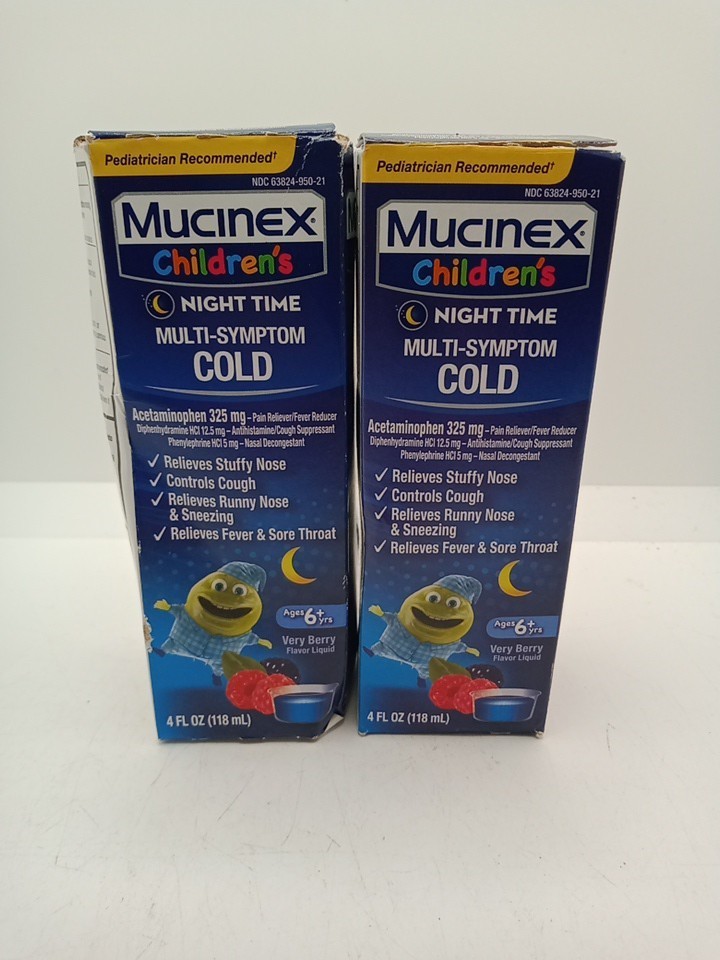 Pediatrician Recommended†
NDC 63824-950-21
Mucinex®
Children's
NIGHT TIME
MULTI-SYMPTOM
COLD
Acetaminophen 325 mg – Pain Reliever/Fever Reducer
Diphenhydramine HCl 12.5 mg – Antihistamine/Cough Suppressant
Phenylephrine HCl 5 mg – Nasal Decongestant
✓ Relieves Stuffy Nose
✓ Controls Cough
✓ Relieves Runny Nose
& Sneezing
✓ Relieves Fever & Sore Throat
Ages 6+ yrs
Very Berry
Flavor Liquid
4 FL OZ (118 mL)
Pediatrician Recommended†
NDC 63824-950-21
Mucinex®
Children's
NIGHT TIME
MULTI-SYMPTOM
COLD
Acetaminophen 325 mg – Pain Reliever/Fever Reducer
Diphenhydramine HCl 12.5 mg – Antihistamine/Cough Suppressant
Phenylephrine HCl 5 mg – Nasal Decongestant
✓ Relieves Stuffy Nose
✓ Controls Cough
✓ Relieves Runny Nose
& Sneezing
✓ Relieves Fever & Sore Throat
Ages 6+ yrs
Very Berry
Flavor Liquid
4 FL OZ (118 mL)